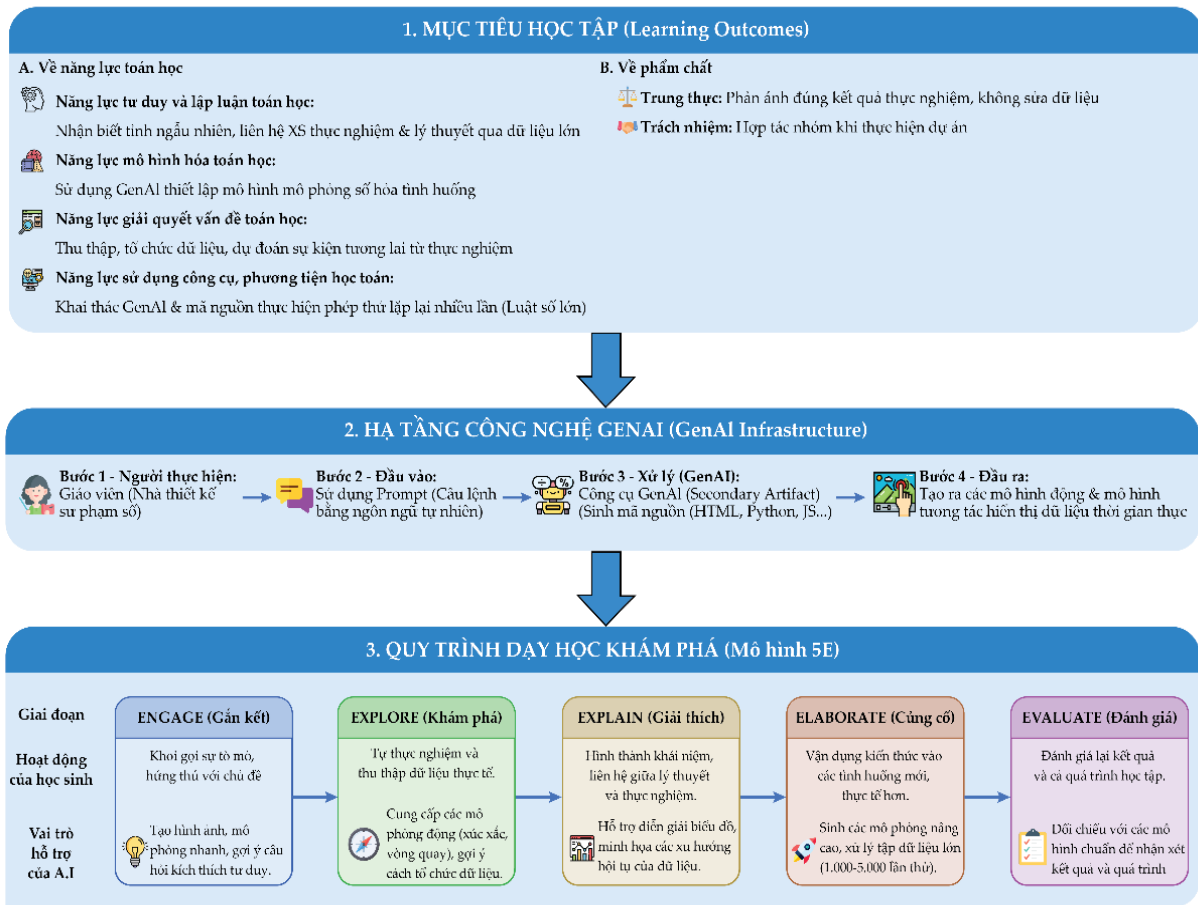 1. MỤC TIÊU HỌC TẬP (Learning Outcomes)
A. Về năng lực toán học
Năng lực tư duy và lập luận toán học:
Nhận biết tính ngẫu nhiên, liên hệ XS thực nghiệm & lý thuyết qua dữ liệu lớn
Năng lực mô hình hóa toán học:
Sử dụng GenAI thiết lập mô hình mô phỏng số hóa tình huống
Năng lực giải quyết vấn đề toán học:
Thu thập, tổ chức dữ liệu, dự đoán sự kiện tương lai từ thực nghiệm
Năng lực sử dụng công cụ, phương tiện học toán:
Khai thác GenAI & mã nguồn thực hiện phép thử lặp lại nhiều lần (Luật số lớn)
B. Về phẩm chất
Trung thực: Phản ánh đúng kết quả thực nghiệm, không sửa dữ liệu
Trách nhiệm: Hợp tác nhóm khi thực hiện dự án
2. HẠ TẦNG CÔNG NGHỆ GENAI (GenAI Infrastructure)
Bước 1 - Người thực hiện:
Giáo viên (Nhà thiết kế
sư phạm số)
Bước 2 - Đầu vào:
Sử dụng Prompt (Câu lệnh
bằng ngôn ngữ tự nhiên)
Bước 3 - Xử lý (GenAI):
Công cụ GenAI (Secondary Artifact)
(Sinh mã nguồn (HTML, Python, JS...)
Bước 4 - Đầu ra:
Tạo ra các mô hình động & mô hình
tương tác hiển thị dữ liệu thời gian thực
3. QUY TRÌNH DẠY HỌC KHÁM PHÁ (Mô hình 5E)
Giai đoạn
Hoạt động
của học sinh
Vai trò
hỗ trợ
của A.I
ENGAGE (Gắn kết)
Khơi gợi sự tò mò,
hứng thú với chủ đề
Tạo hình ảnh, mô
phỏng nhanh, gợi ý câu
hỏi kích thích tư duy.
EXPLORE (Khám phá)
Tự thực nghiệm và
thu thập dữ liệu thực tế.
Cung cấp các mô
phỏng động (xúc xắc,
vòng quay), gợi ý
cách tổ chức dữ liệu.
EXPLAIN (Giải thích)
Hình thành khái niệm,
liên hệ giữa lý thuyết
và thực nghiệm.
Hỗ trợ diễn giải biểu đồ,
minh họa các xu hướng
hội tụ của dữ liệu.
ELABORATE (Củng cố)
Vận dụng kiến thức vào
các tình huống mới,
thực tế hơn.
Sinh các mô phỏng nâng
cao, xử lý tập dữ liệu lớn
(1.000-5.000 lần thử).
EVALUATE (Đánh giá)
Đánh giá lại kết quả
và cả quá trình học tập.
Đối chiếu với các mô
hình chuẩn để nhận xét
kết quả và quá trình